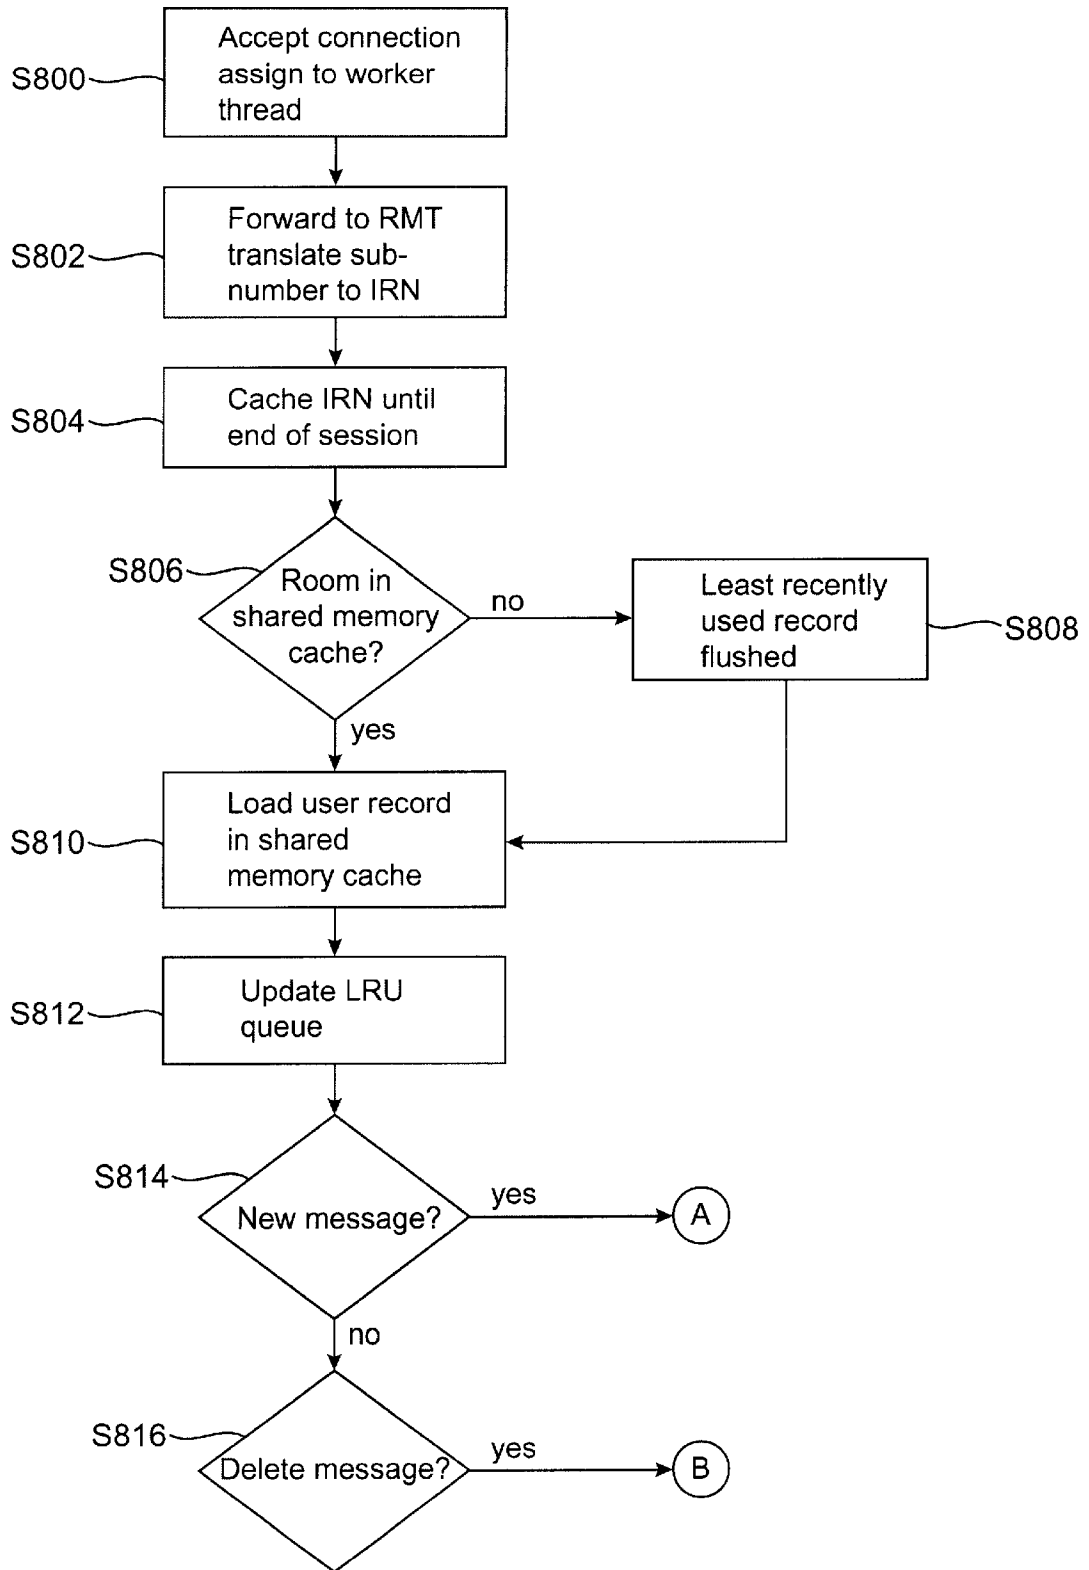 S800
Accept connection
assign to worker
thread
S802
Forward to RMT
translate sub-
number to IRN
S804
Cache IRN until
end of session
S806
Room in
shared memory
cache?
no
Least recently
used record
flushed
S808
yes
S810
Load user record
in shared
memory cache
S812
Update LRU
queue
S814
New message?
yes
A
no
S816
Delete message?
yes
B